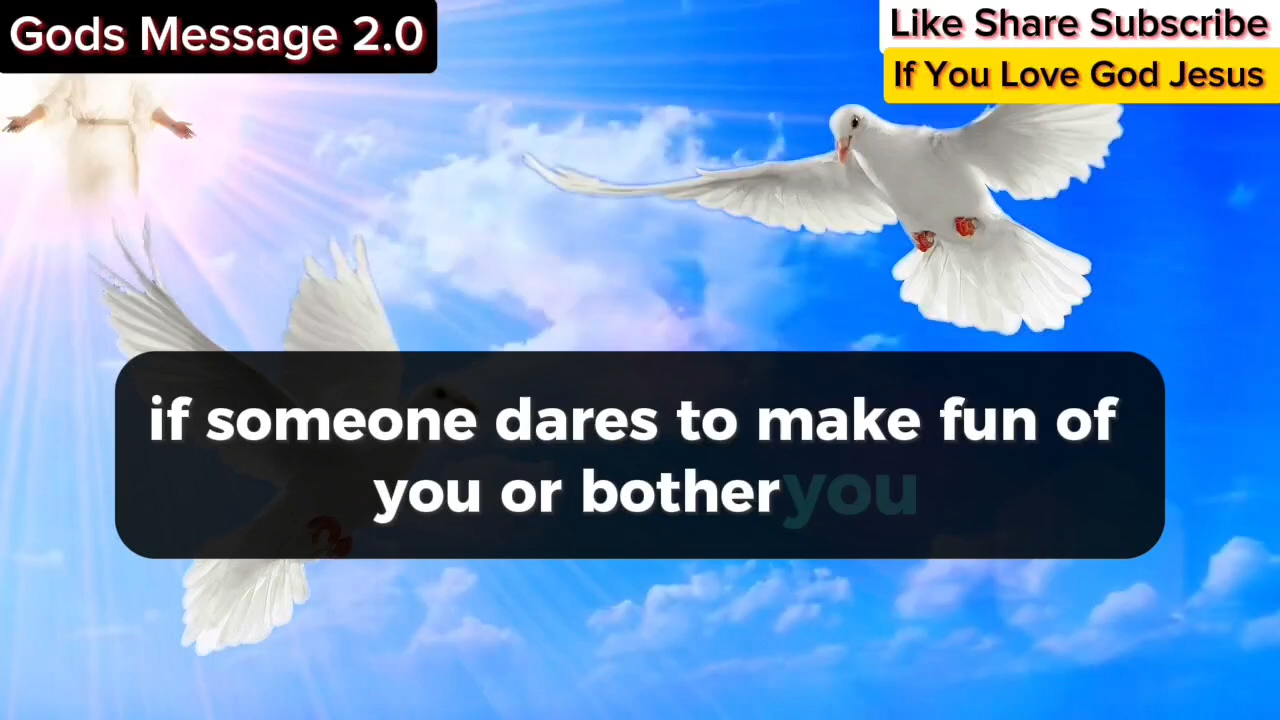 Gods Message 2.0
Like Share Subscribe
If You Love God Jesus
if someone dares to make fun of
you or bother you